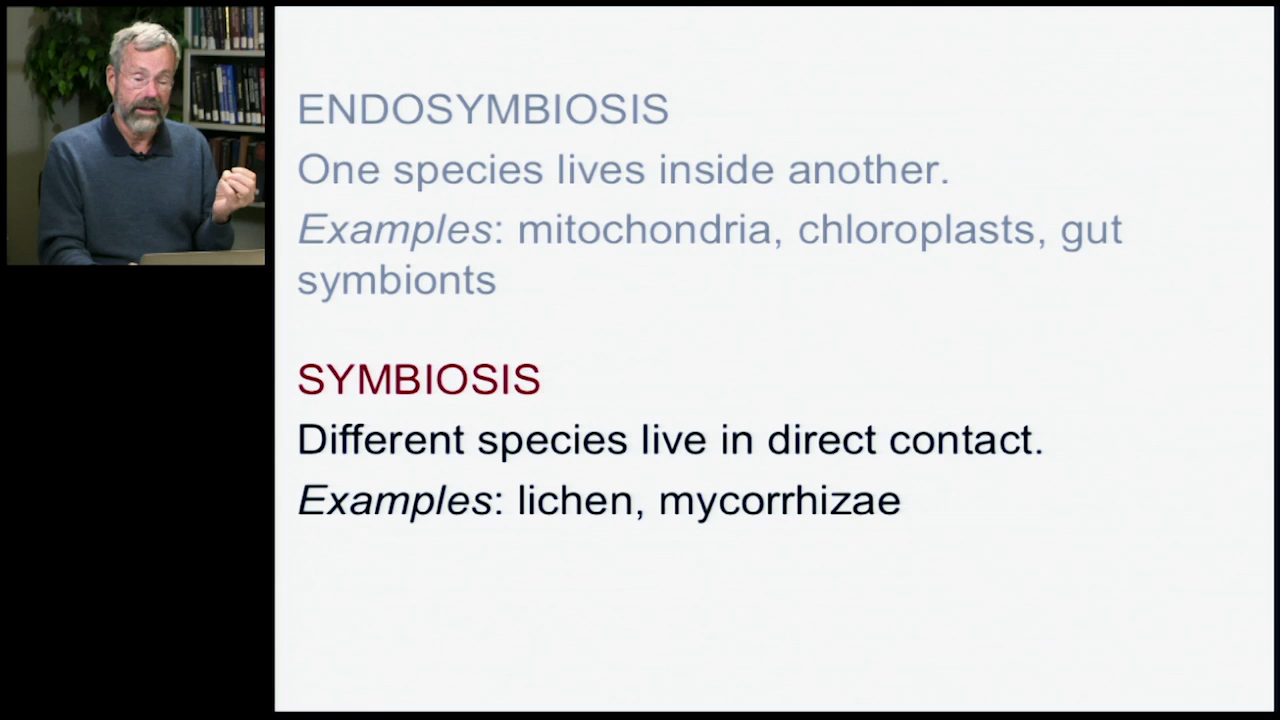 ENDOSYMBIOSIS
One species lives inside another.
Examples: mitochondria, chloroplasts, gut
symbionts
SYMBIOSIS
Different species live in direct contact.
Examples: lichen, mycorrhizae